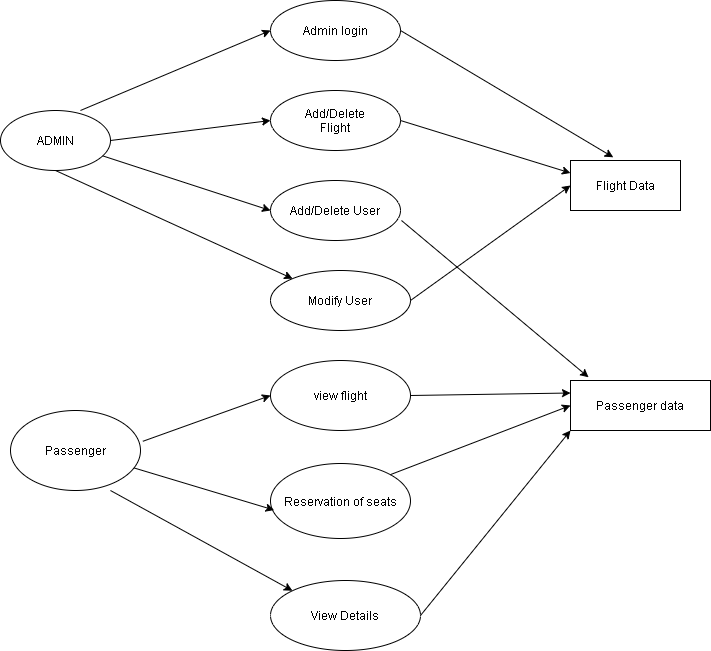 Admin login
ADMIN
Add/Delete
Flight
Flight Data
Add/Delete User
Modify User
view flight
Passenger data
Passenger
Reservation of seats
View Details